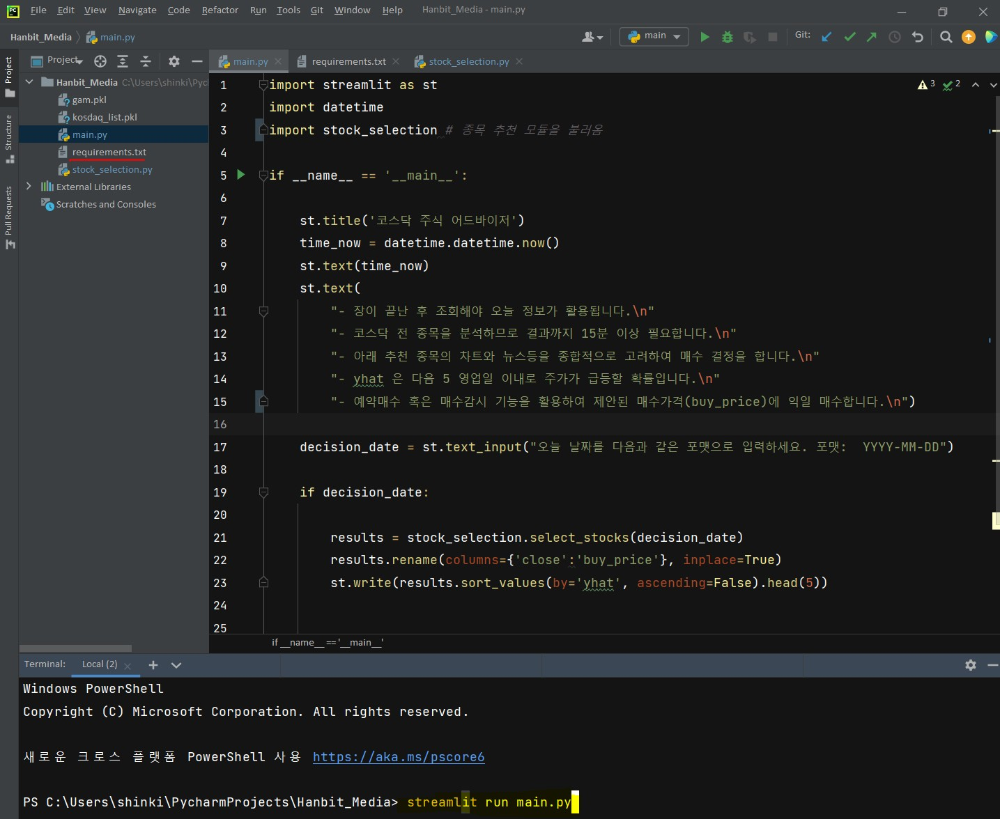 File Edit View Navigate Code Refactor Run Tools Git Window Help Hanbit_Media - main.py
Hanbit_Media main.py
main Git:
Project
Structure
Pull Requests
Project
Hanbit_Media C:\Users\shinki\Pyc
gam.pkl
kosdaq_list.pkl
main.py
requirements.txt
stock_selection.py
External Libraries
Scratches and Consoles
main.py requirements.txt stock_selection.py
3 2
1 import streamlit as st
2 import datetime
3 import stock_selection # 종목 추천 모듈을 불러옴
4
5 if __name__ == '__main__':
6
7 st.title('코스닥 주식 어드바이저')
8 time_now = datetime.datetime.now()
9 st.text(time_now)
10 st.text(
11 "- 장이 끝난 후 조회해야 오늘 정보가 활용됩니다.\n"
12 "- 코스닥 전 종목을 분석하므로 결과까지 15분 이상 필요합니다.\n"
13 "- 아래 추천 종목의 차트와 뉴스등을 종합적으로 고려하여 매수 결정을 합니다.\n"
14 "- yhat 은 다음 5 영업일 이내로 주가가 급등할 확률입니다.\n"
15 "- 예약매수 혹은 매수감시 기능을 활용하여 제안된 매수가격(buy_price)에 익일 매수합니다.\n")
16
17 decision_date = st.text_input("오늘 날짜를 다음과 같은 포맷으로 입력하세요. 포맷:  YYYY-MM-DD")
18
19 if decision_date:
20
21 results = stock_selection.select_stocks(decision_date)
22 results.rename(columns={'close':'buy_price'}, inplace=True)
23 st.write(results.sort_values(by='yhat', ascending=False).head(5))
24
25
if __name__ == '__main__'
Terminal: Local (2)
Windows PowerShell
Copyright (C) Microsoft Corporation. All rights reserved.
새로운 크로스 플랫폼 PowerShell 사용 https://aka.ms/pscore6
PS C:\Users\shinki\PycharmProjects\Hanbit_Media> streamlit run main.py